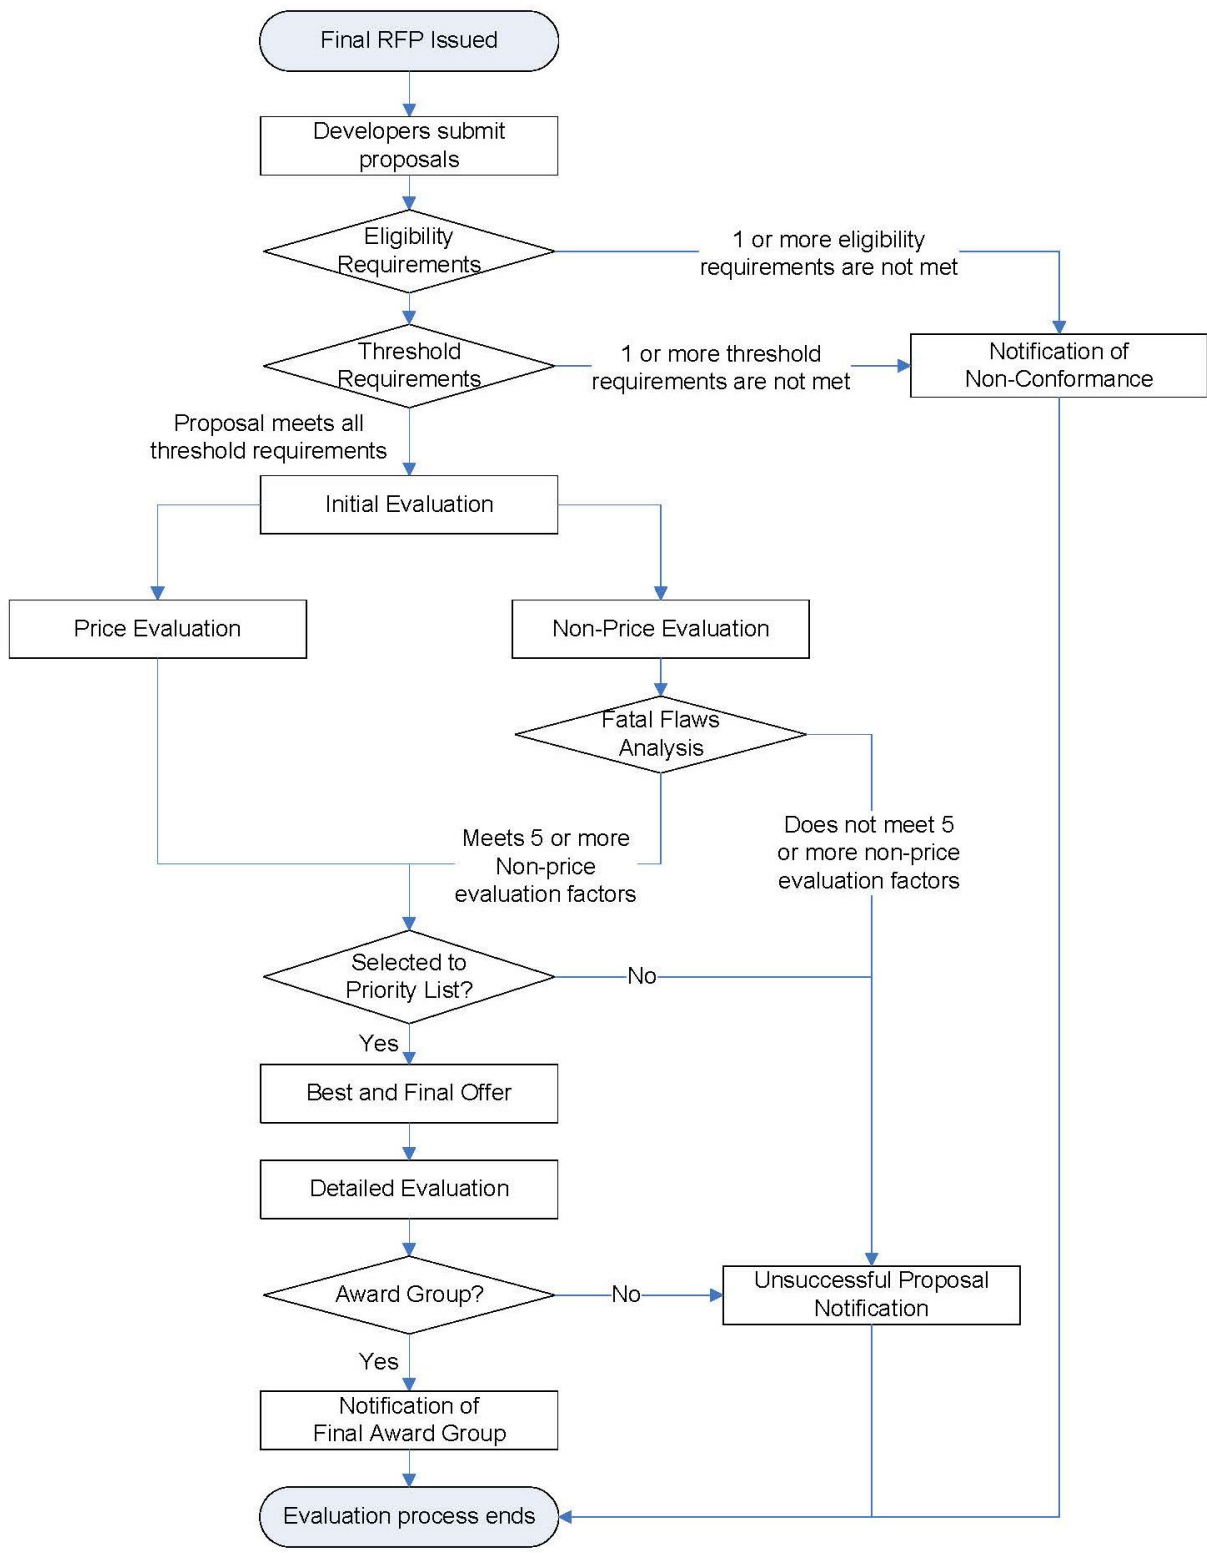 Final RFP Issued
Developers submit
proposals
Eligibility
Requirements
1 or more eligibility
requirements are not met
Threshold
Requirements
1 or more threshold
requirements are not met
Notification of
Non-Conformance
Proposal meets all
threshold requirements
Initial Evaluation
Price Evaluation
Non-Price Evaluation
Fatal Flaws
Analysis
Meets 5 or more
Non-price
evaluation factors
Does not meet 5
or more non-price
evaluation factors
Selected to
Priority List?
No
Yes
Best and Final Offer
Detailed Evaluation
Award Group?
No
Unsuccessful Proposal
Notification
Yes
Notification of
Final Award Group
Evaluation process ends